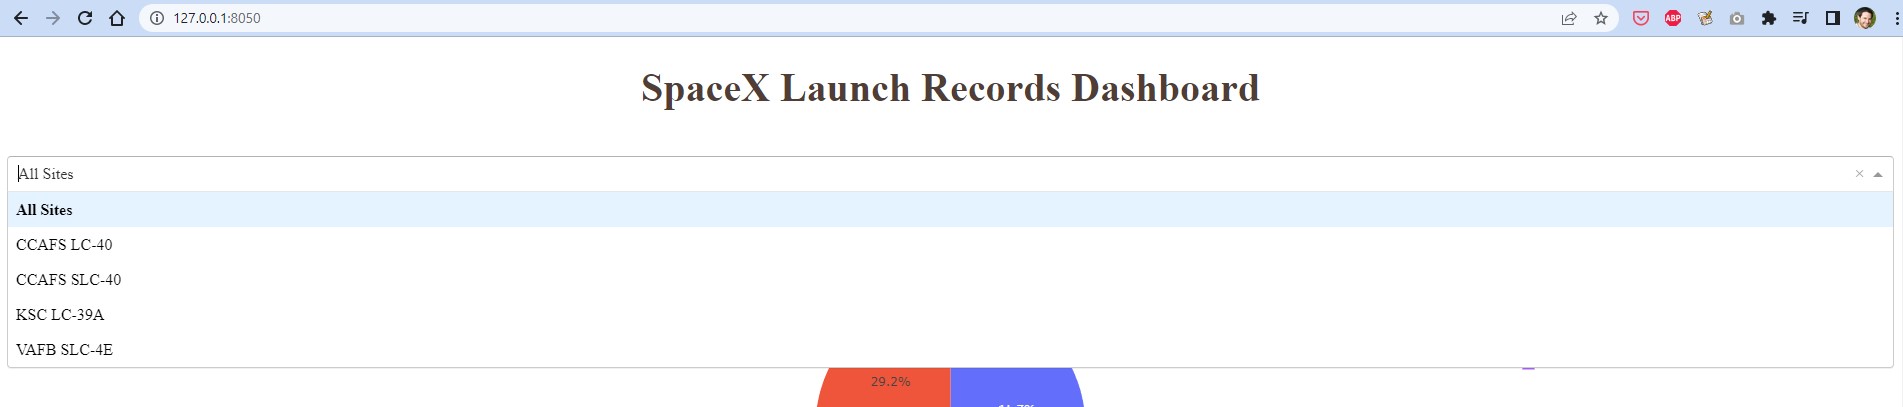 127.0.0.1:8050
ABP
SpaceX Launch Records Dashboard
All Sites
All Sites
CCAFS LC-40
CCAFS SLC-40
KSC LC-39A
VAFB SLC-4E
29.2%